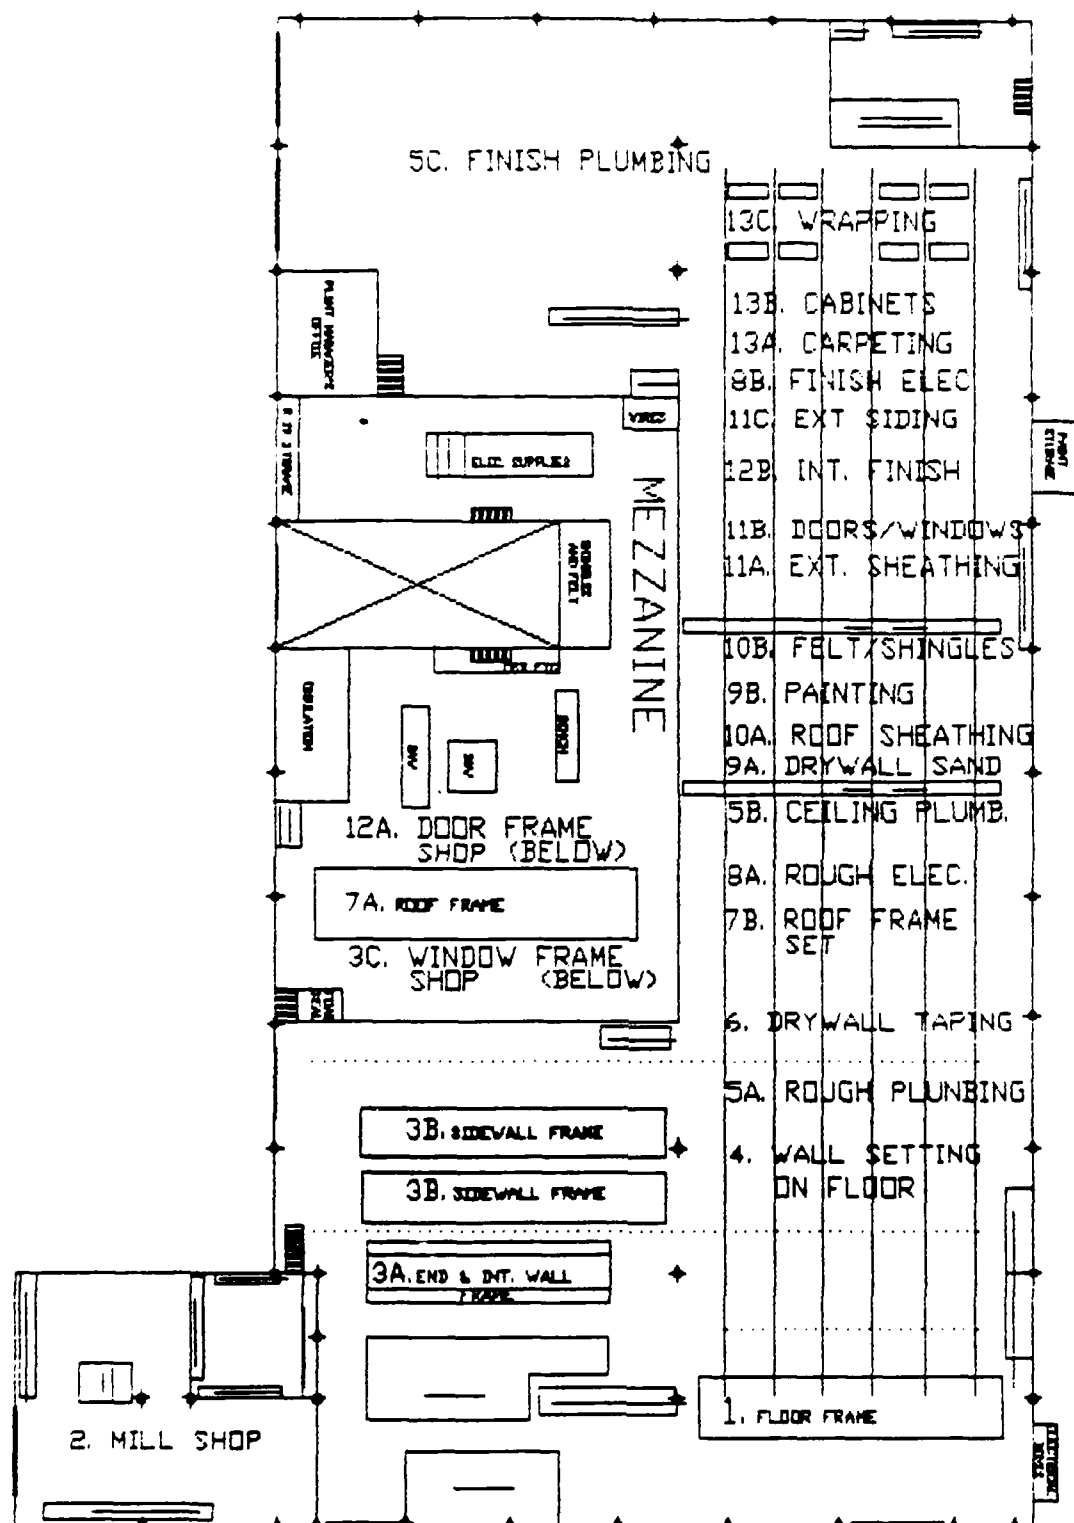 5C. FINISH PLUMBING
13C. WRAPPING
13B. CABINETS
13A. CARPETING
8B. FINISH ELEC
11C. EXT SIDING
12B. INT. FINISH
11B. DOORS/WINDOWS
11A. EXT. SHEATHING
10B. FELT/SHINGLES
9B. PAINTING
10A. ROOF SHEATHING
9A. DRYWALL SAND
5B. CEILING PLUMB.
8A. ROUGH ELEC.
7B. ROOF FRAME
SET
6. DRYWALL TAPING
5A. ROUGH PLUNBING
4. WALL SETTING
ON FLOOR
1. FLOOR FRAME
ELEC. SUPPLIES
MEZZANINE
12A. DOOR FRAME
SHOP (BELOW)
7A. ROOF FRAME
3C. WINDOW FRAME
SHOP (BELOW)
3B. SIDEWALL FRAME
3B. SIDEWALL FRAME
3A. END & INT. WALL
FRAME
2. MILL SHOP